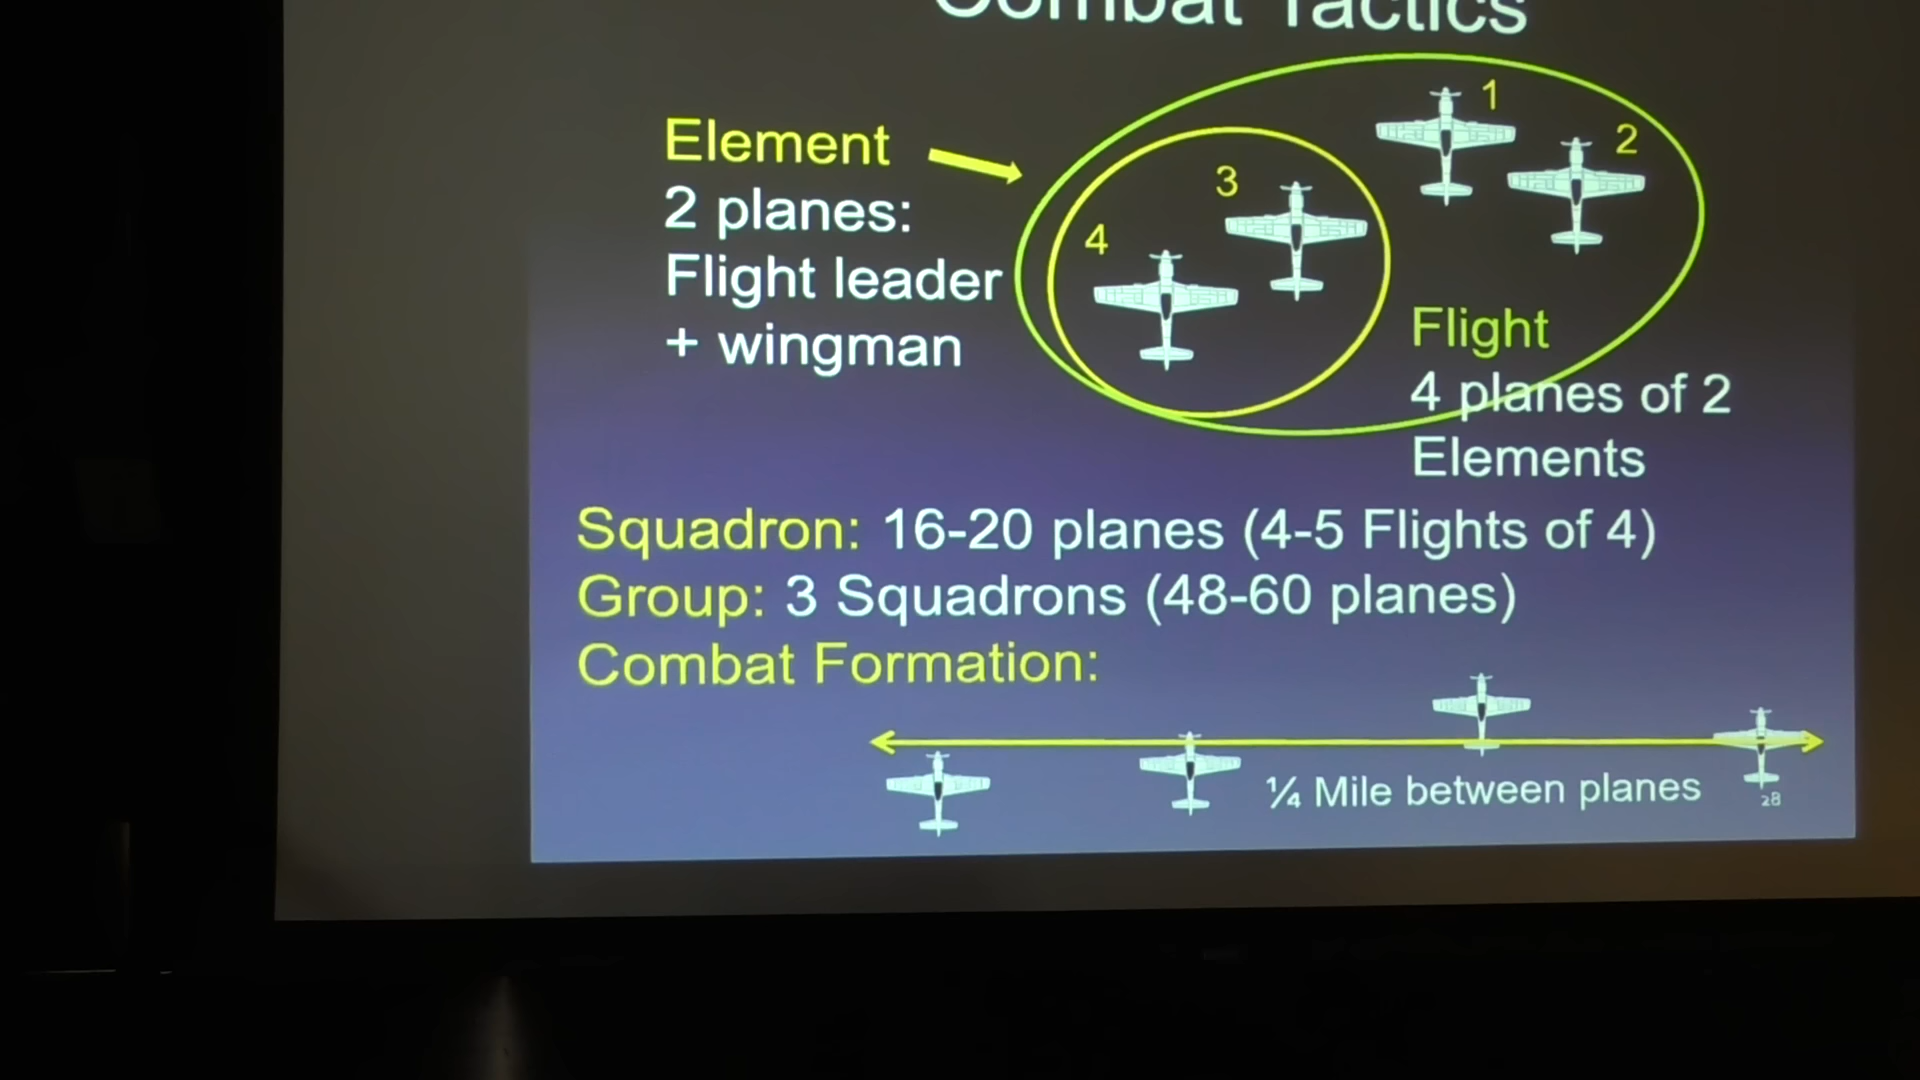 Combat Tactics
1
2
3
4
Element
2 planes:
Flight leader
+ wingman
Flight
4 planes of 2
Elements
Squadron: 16-20 planes (4-5 Flights of 4)
Group: 3 Squadrons (48-60 planes)
Combat Formation:
¼ Mile between planes
28